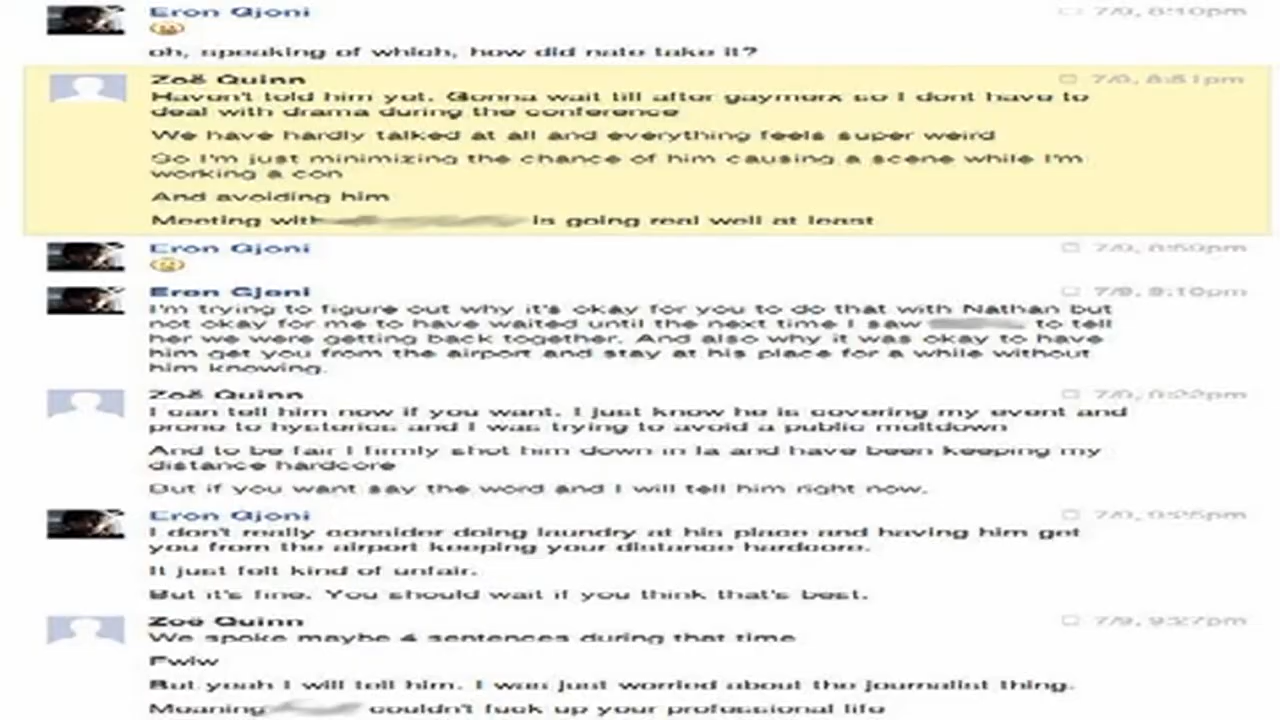 Eron Gjoni 7/9, 8:10pm
oh, speaking of which, how did nate take it?
Zoë Quinn 7/9, 8:51pm
Haven't told him yet. Gonna wait till after gaymerx so I dont have to
deal with drama during the conference
We have hardly talked at all and everything feels super weird
So I'm just minimizing the chance of him causing a scene while I'm
working a con
And avoiding him
Meeting with is going real well at least
Eron Gjoni 7/9, 8:59pm
Eron Gjoni 7/9, 9:10pm
I'm trying to figure out why it's okay for you to do that with Nathan but
not okay for me to have waited until the next time I saw to tell
her we were getting back together. And also why it was okay to have
him get you from the airport and stay at his place for a while without
him knowing.
Zoë Quinn 7/9, 9:22pm
I can tell him now if you want. I just know he is covering my event and
prone to hysterics and I was trying to avoid a public meltdown
And to be fair I firmly shot him down in la and have been keeping my
distance hardcore
But if you want say the word and I will tell him right now.
Eron Gjoni 7/9, 9:25pm
I don't really consider doing laundry at his place and having him get
you from the airport keeping your distance hardcore.
It just felt kind of unfair.
But it's fine. You should wait if you think that's best.
Zoë Quinn 7/9, 9:27pm
We spoke maybe 4 sentences during that time
Fwiw
But yeah I will tell him. I was just worried about the journalist thing.
Meaning couldn't fuck up your professional life